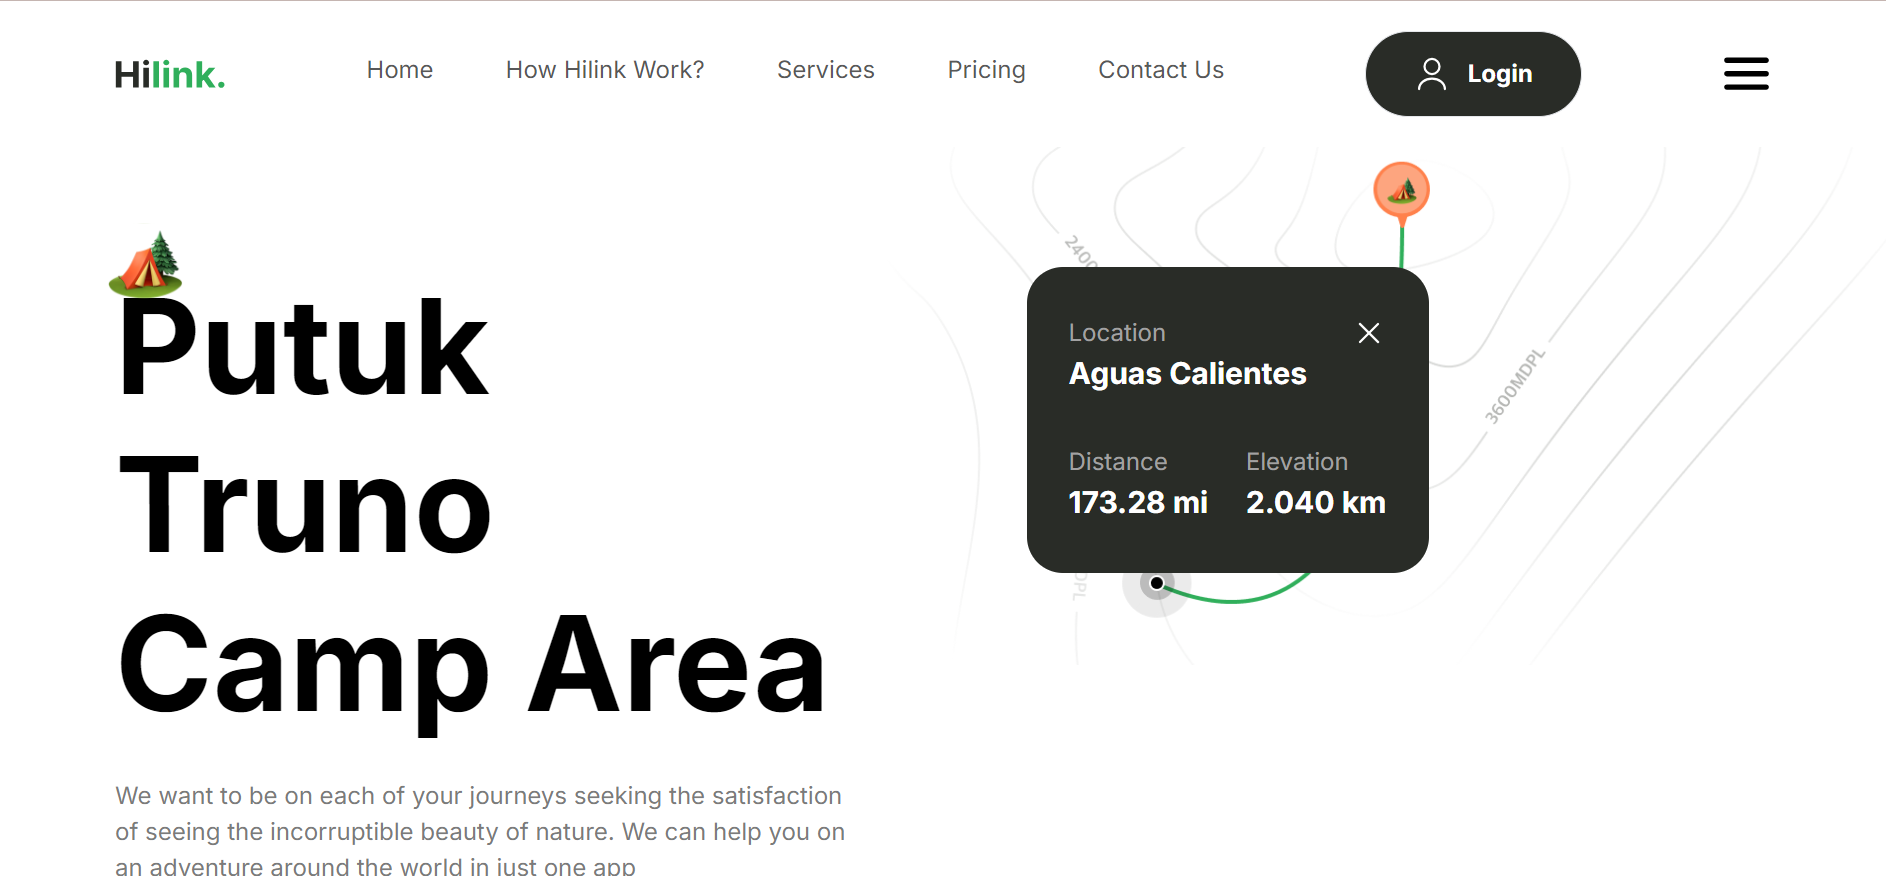 Hilink.
Home
How Hilink Work?
Services
Pricing
Contact Us
Login
2400
Location
Aguas Calientes
Distance
Elevation
173.28 mi
2.040 km
3600MDPL
DPL
Putuk
Truno
Camp Area
We want to be on each of your journeys seeking the satisfaction
of seeing the incorruptible beauty of nature. We can help you on
an adventure around the world in just one app